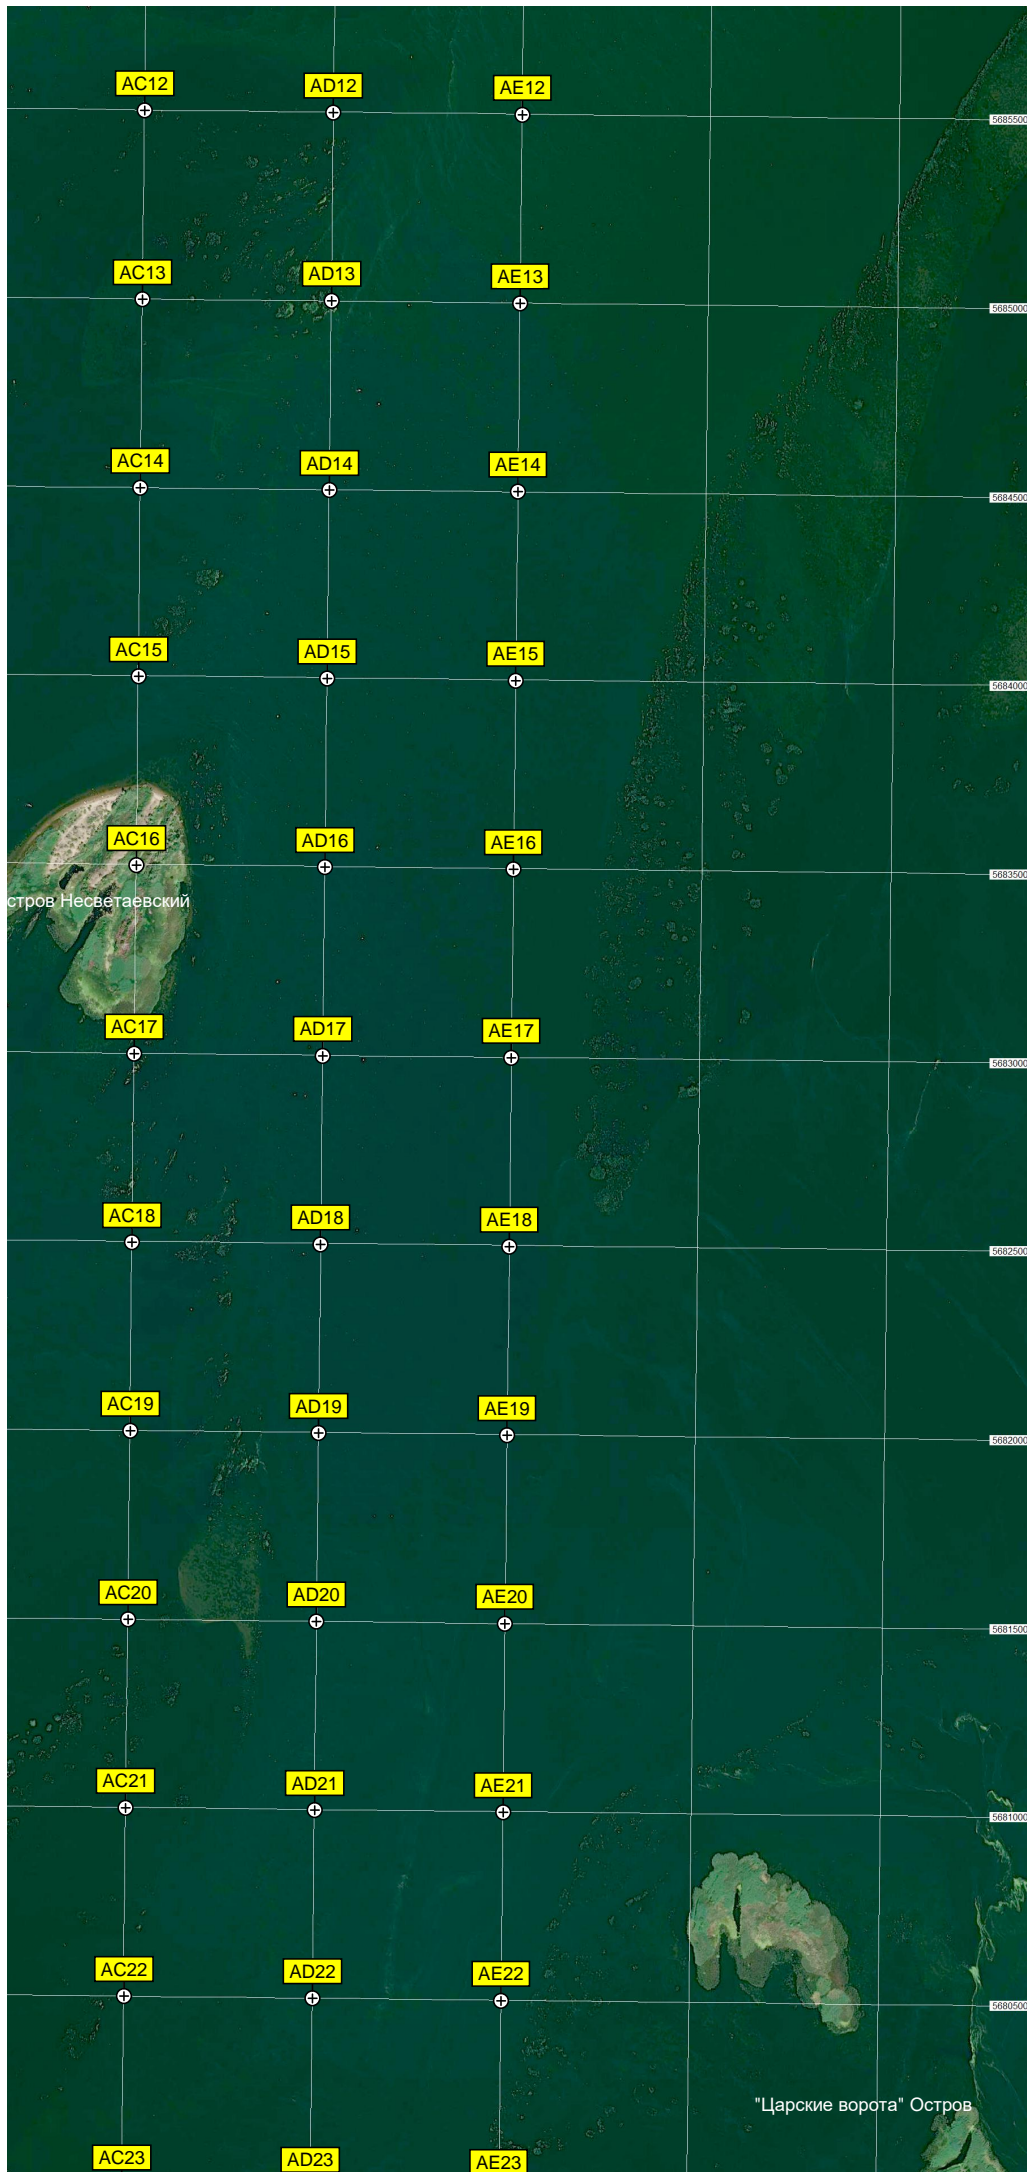 AC12 AD12 AE12
5685500
AC13 AD13 AE13
5685000
AC14 AD14 AE14
5684500
AC15 AD15 AE15
5684000
AC16 AD16 AE16
5683500
стров Несветаевский
AC17 AD17 AE17
5683000
AC18 AD18 AE18
5682500
AC19 AD19 AE19
5682000
AC20 AD20 AE20
5681500
AC21 AD21 AE21
5681000
AC22 AD22 AE22
5680500
"Царские ворота" Остров
AC23 AD23 AE23